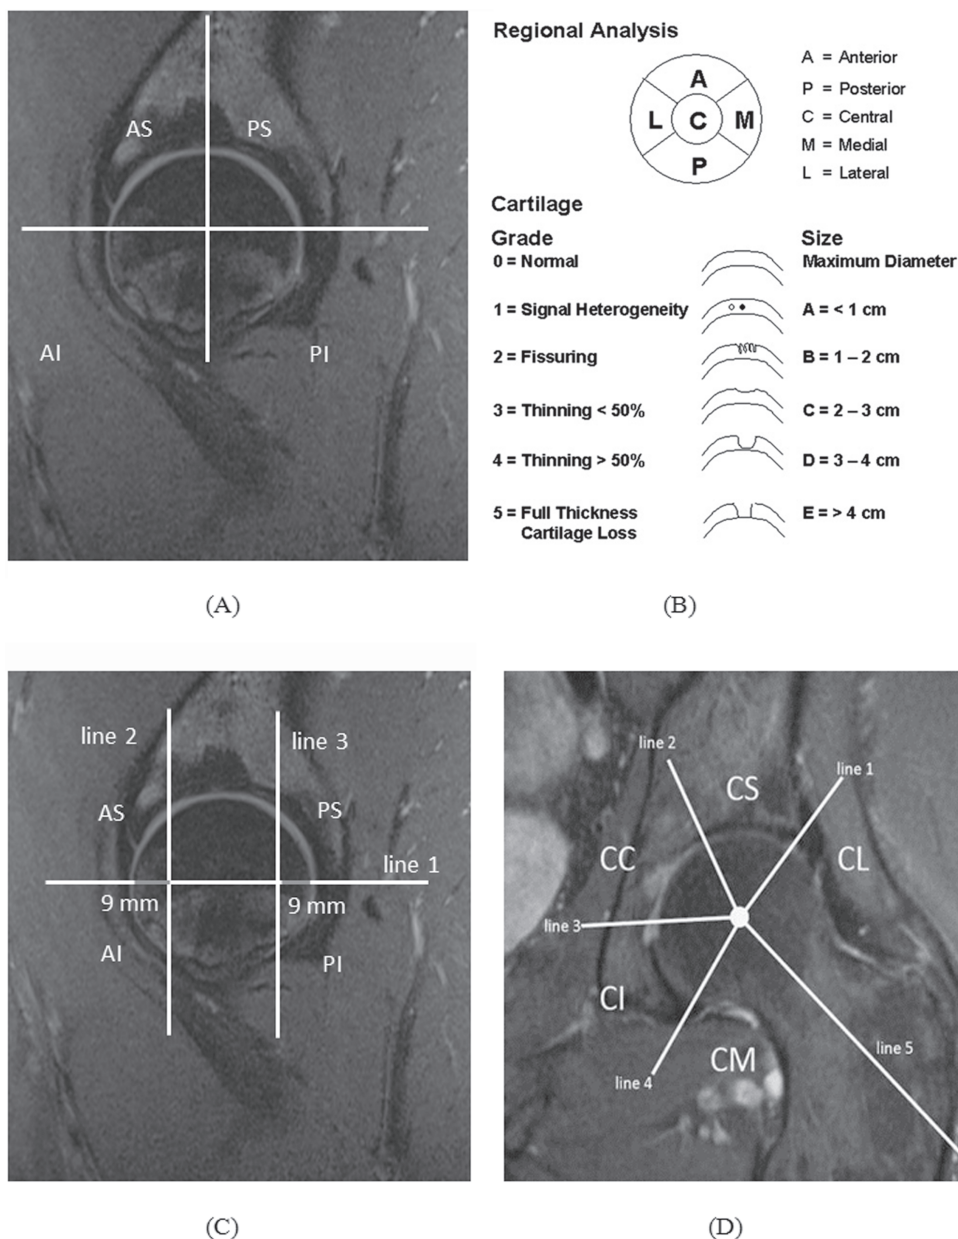 AS
PS
AI
PI
(A)
Regional Analysis
A
L C M
P
A = Anterior
P = Posterior
C = Central
M = Medial
L = Lateral
Cartilage
Grade Size
0 = Normal Maximum Diameter
1 = Signal Heterogeneity A = < 1 cm
2 = Fissuring B = 1 – 2 cm
3 = Thinning < 50% C = 2 – 3 cm
4 = Thinning > 50% D = 3 – 4 cm
5 = Full Thickness E = > 4 cm
Cartilage Loss
(B)
line 2
line 3
AS
PS
line 1
9 mm
9 mm
AI
PI
(C)
line 2
line 1
CS
CC
CL
line 3
CI
line 5
CM
line 4
(D)